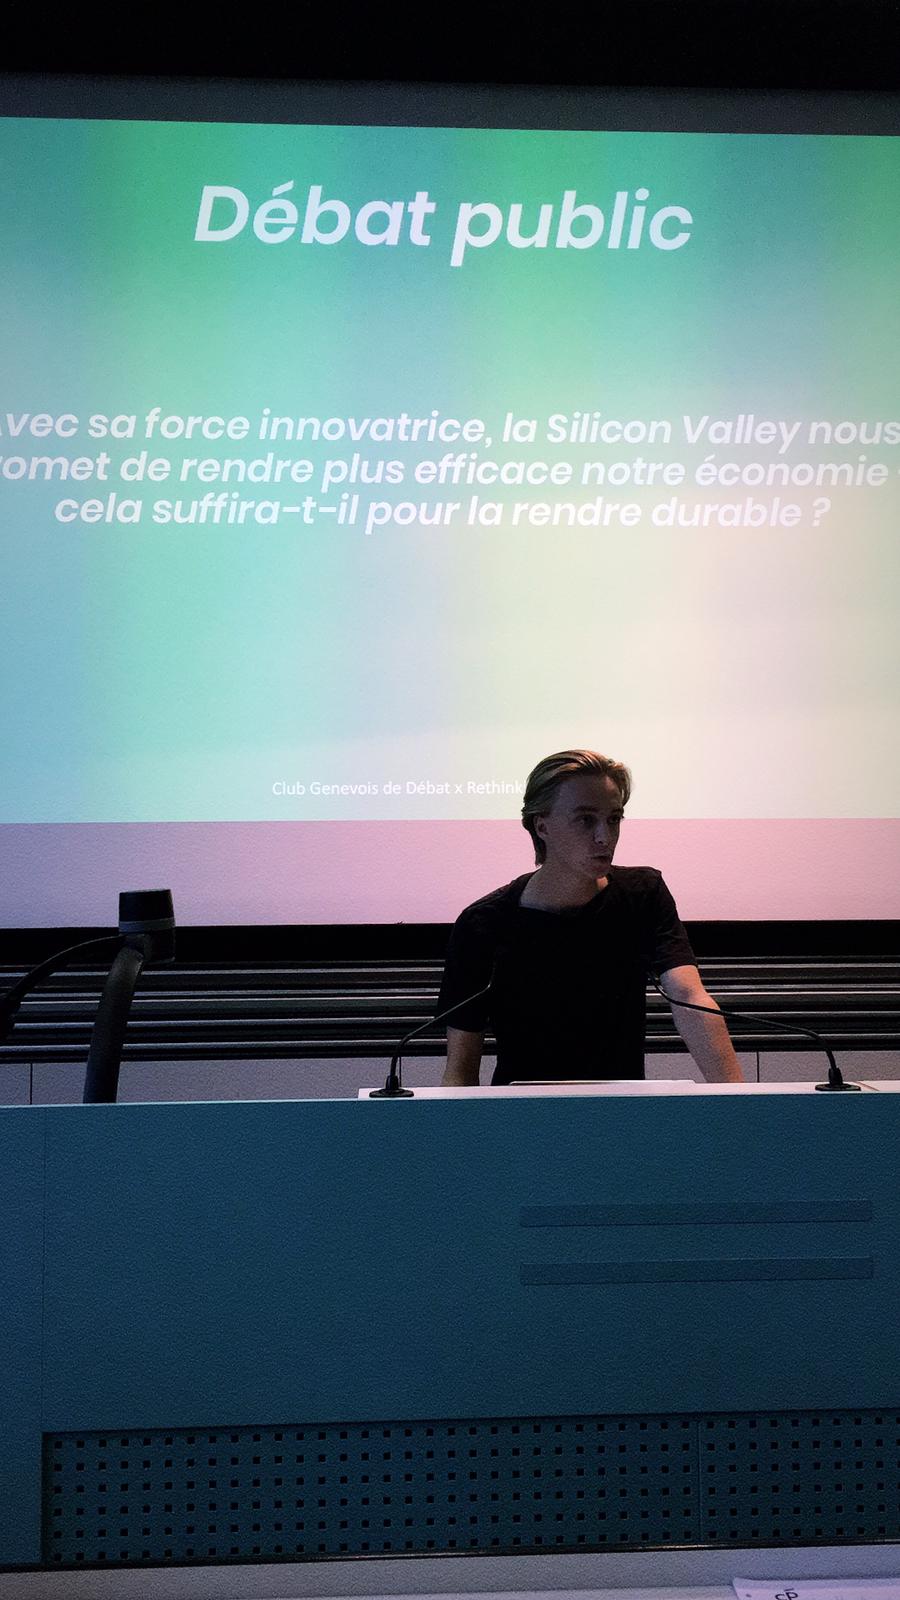 Débat public
vec sa force innovatrice, la Silicon Valley nous
omet de rendre plus efficace notre économie -
cela suffira-t-il pour la rendre durable ?
Club Genevois de Débat x Rethink